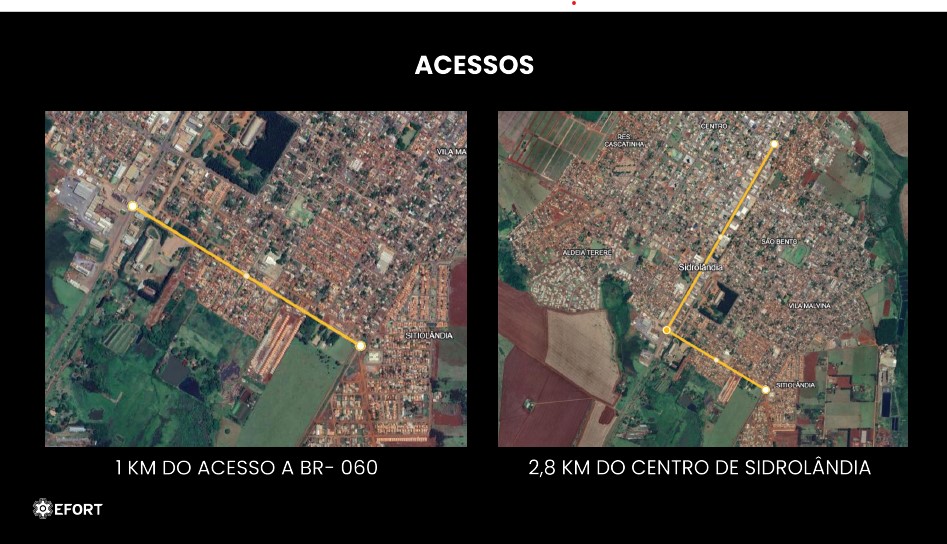 ACESSOS
VILA MA
SITIOLÂNDIA
1 KM DO ACESSO A BR- 060
CENTRO
RES.
CASCATINHA
SÃO BENTO
ALDEIA TERERÉ
Sidrolândia
VILA MALVINA
SITIOLÂNDIA
2,8 KM DO CENTRO DE SIDROLÂNDIA
EFORT